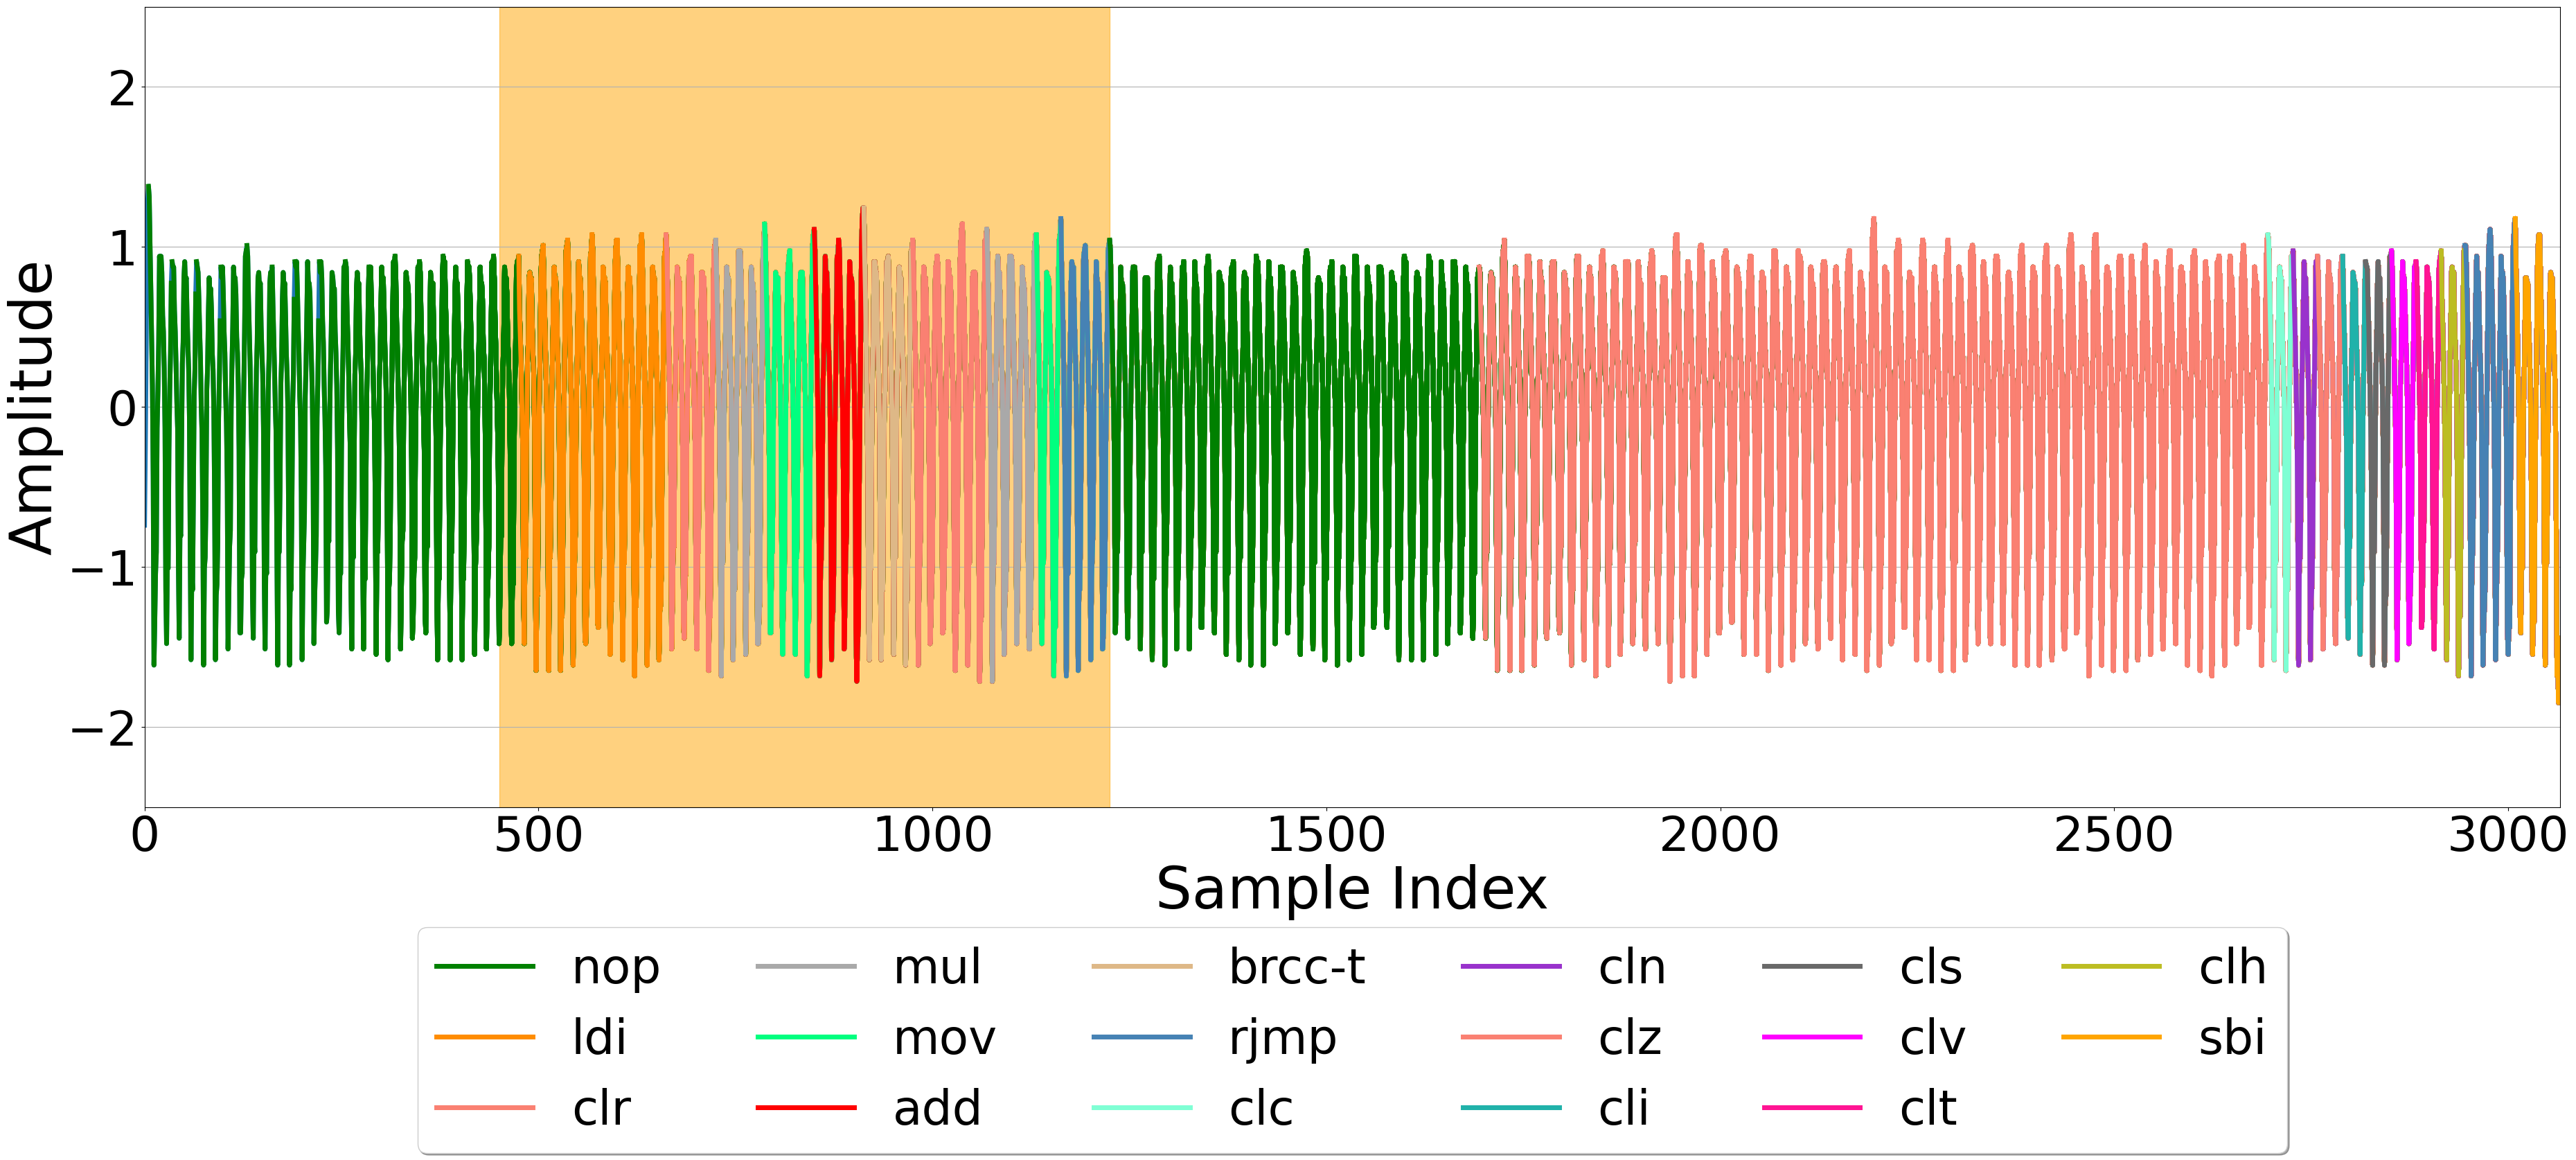 Amplitude
2
1
0
−1
−2
0 500 1000 1500 2000 2500 3000
Sample Index
nop mul brcc-t cln cls clh
ldi mov rjmp clz clv sbi
clr add clc cli clt